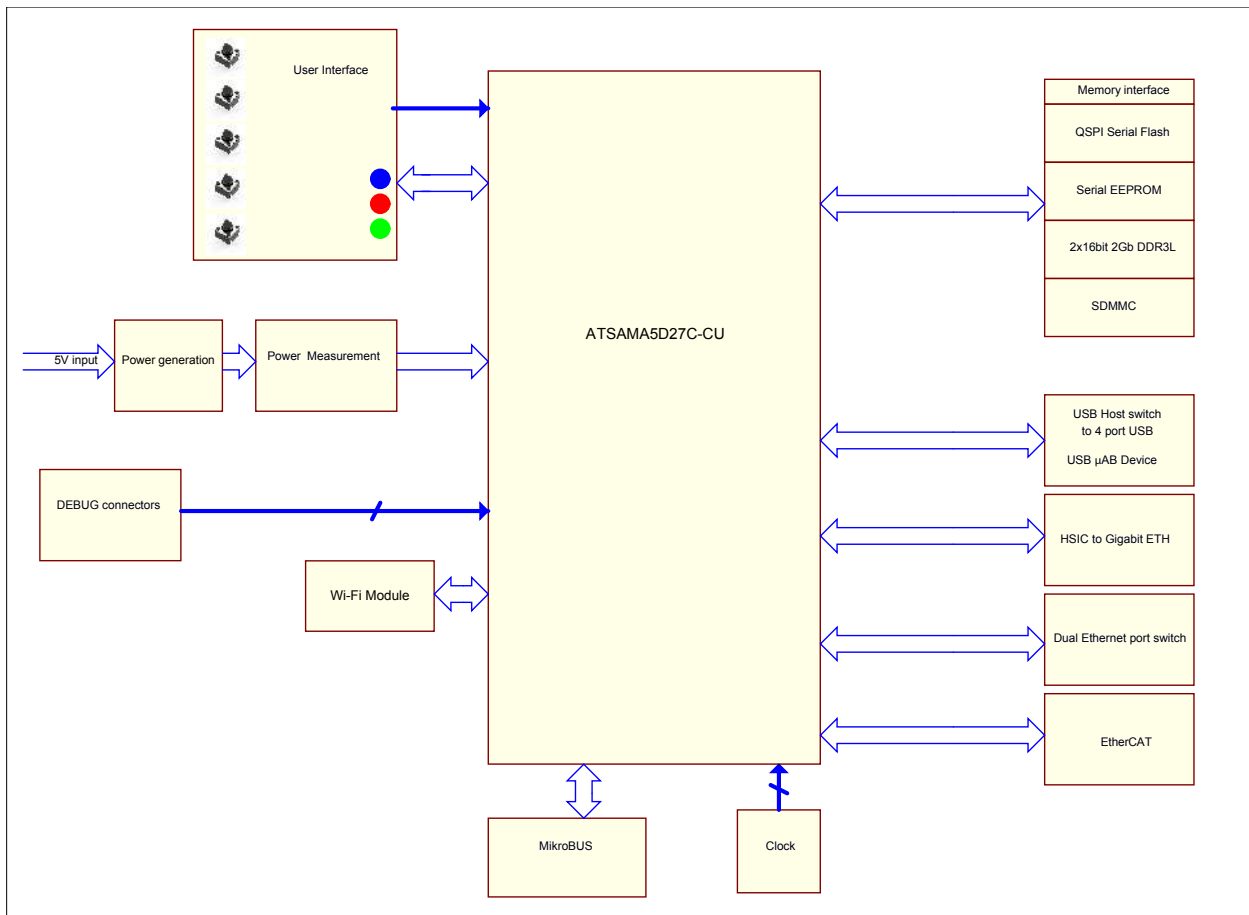 User Interface
Memory interface
QSPI Serial Flash
Serial EEPROM
2x16bit 2Gb DDR3L
SDMMC
ATSAMA5D27C-CU
5V input
Power generation
Power  Measurement
USB Host switch
to 4 port USB
USB µAB Device
DEBUG connectors
HSIC to Gigabit ETH
Wi-Fi Module
Dual Ethernet port switch
EtherCAT
MikroBUS
Clock